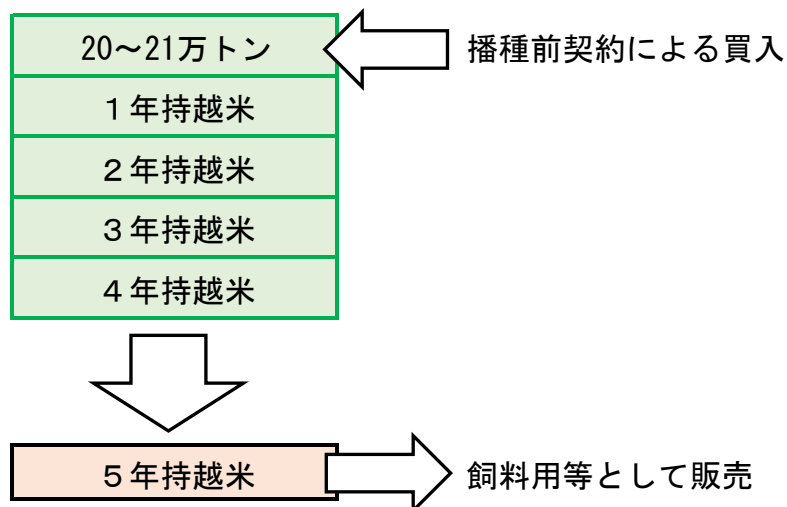 20～21万トン
播種前契約による買入
１年持越米
２年持越米
３年持越米
４年持越米
５年持越米
飼料用等として販売